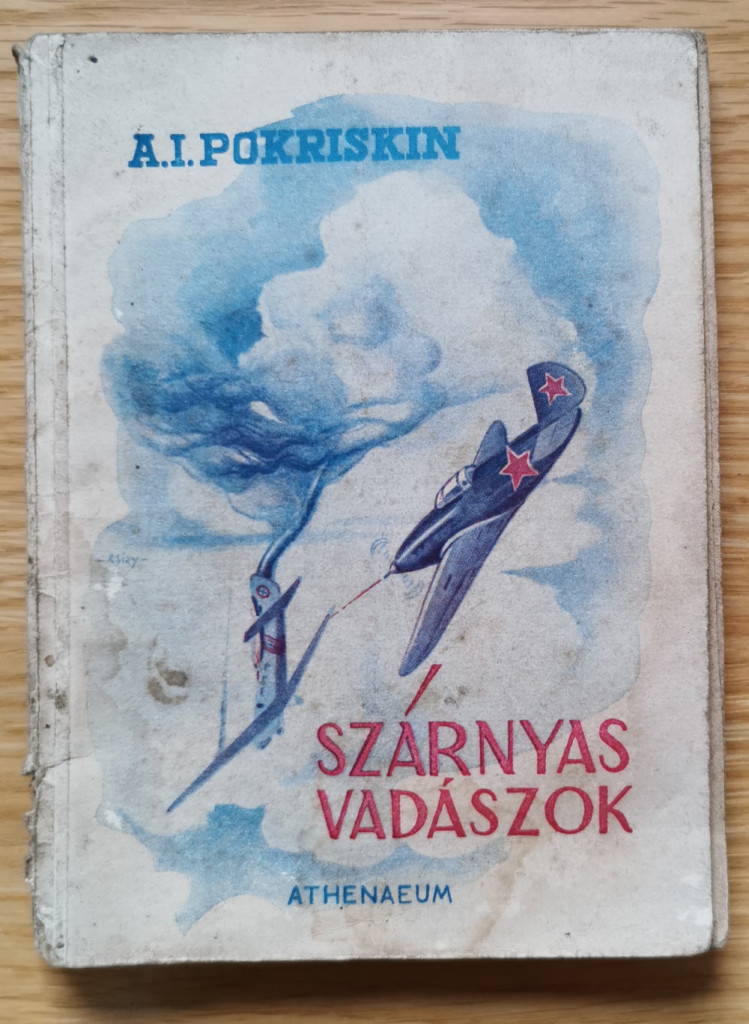 A.I. POKRISKIN
SZÁRNYAS
VADÁSZOK
ATHENAEUM